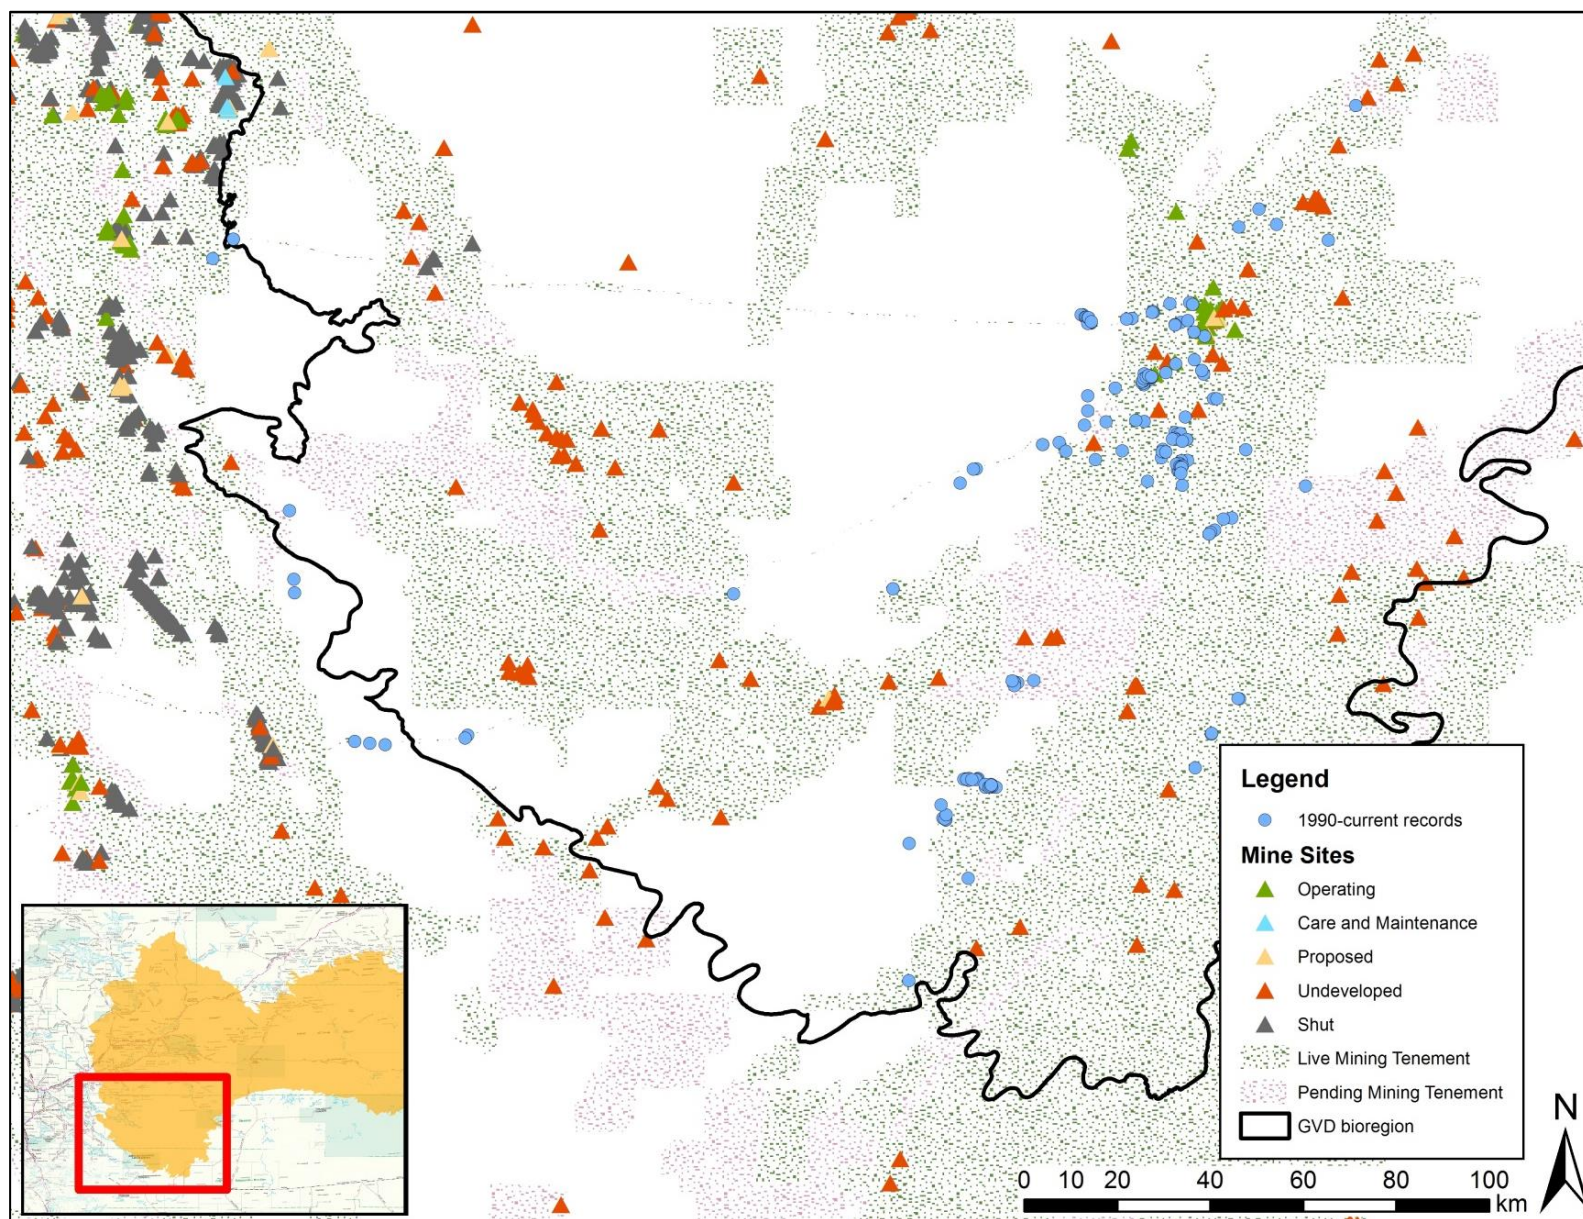 Legend
1990-current records
Mine Sites
Operating
Care and Maintenance
Proposed
Undeveloped
Shut
Live Mining Tenement
Pending Mining Tenement
GVD bioregion
N
0 10 20 40 60 80 100
km